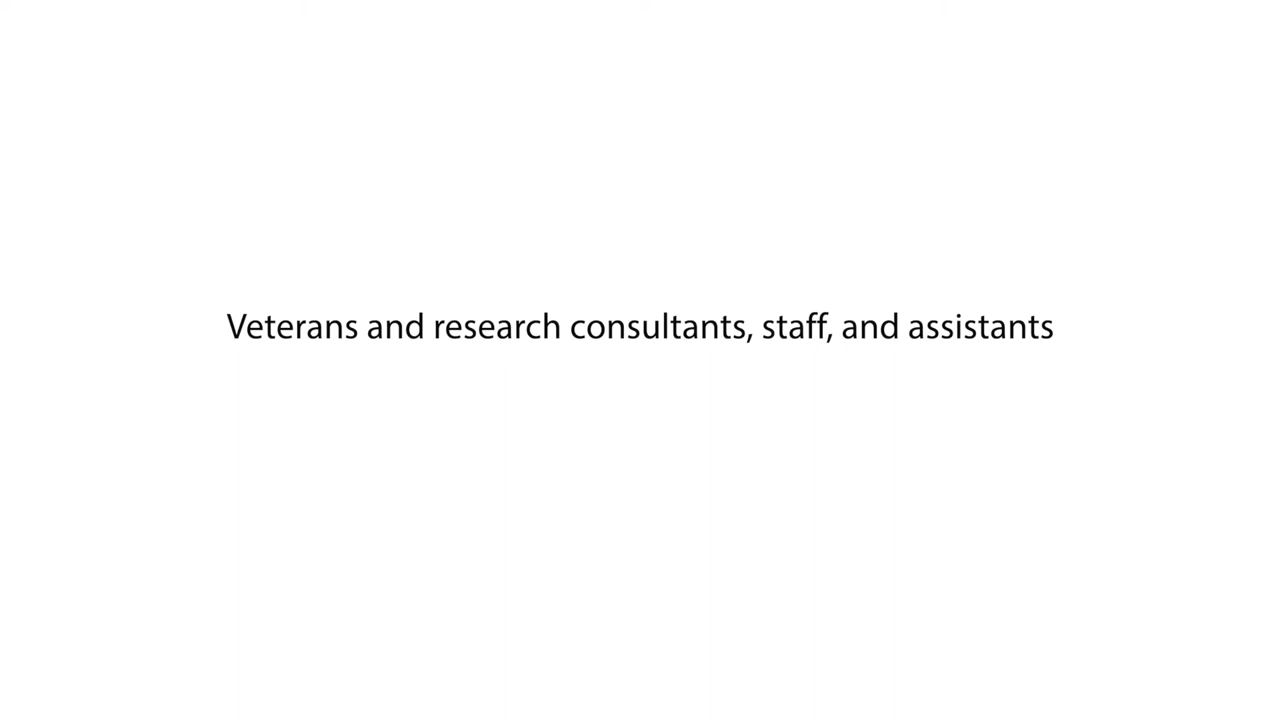 Veterans and research consultants, staff, and assistants